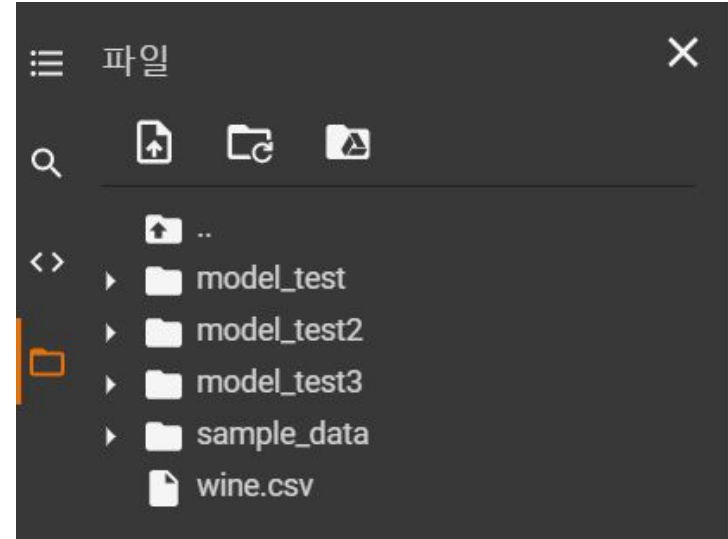 파일
..
model_test
model_test2
model_test3
sample_data
wine.csv